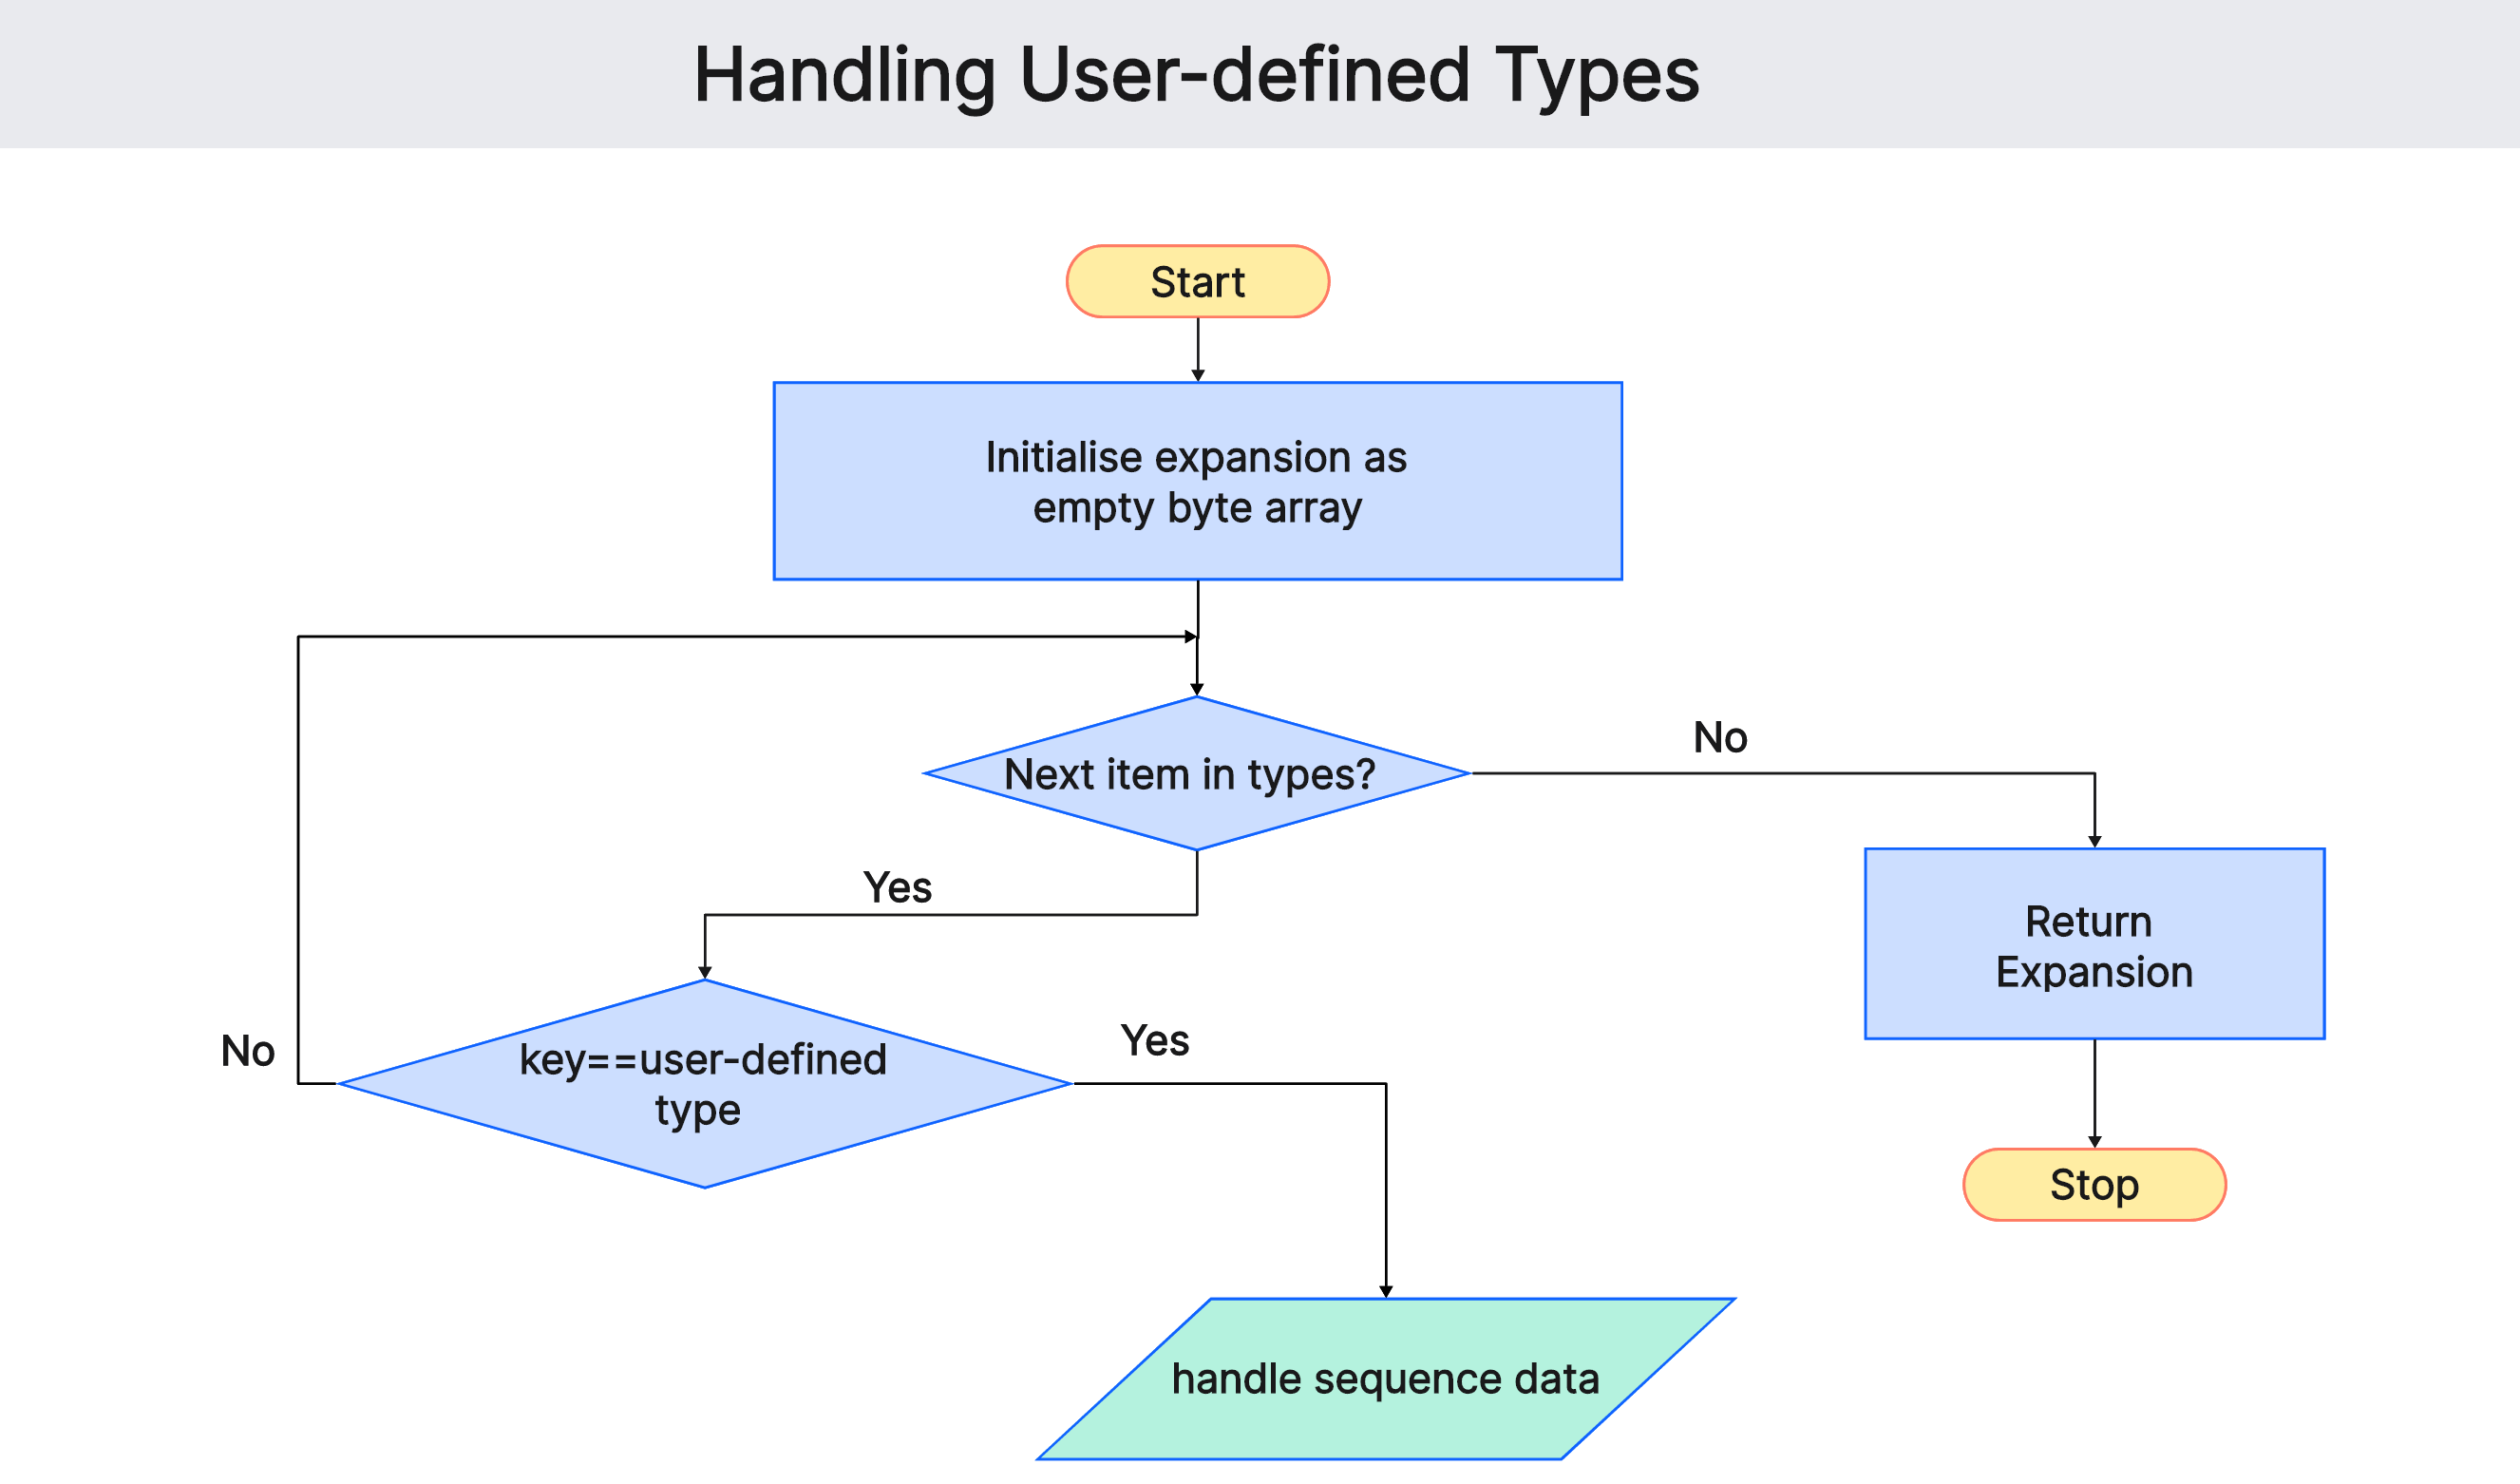 Handling User-defined Types
Start
Initialise expansion as
empty byte array
Next item in types?
No
Yes
Return
Expansion
key==user-defined
type
No
Yes
Stop
handle sequence data